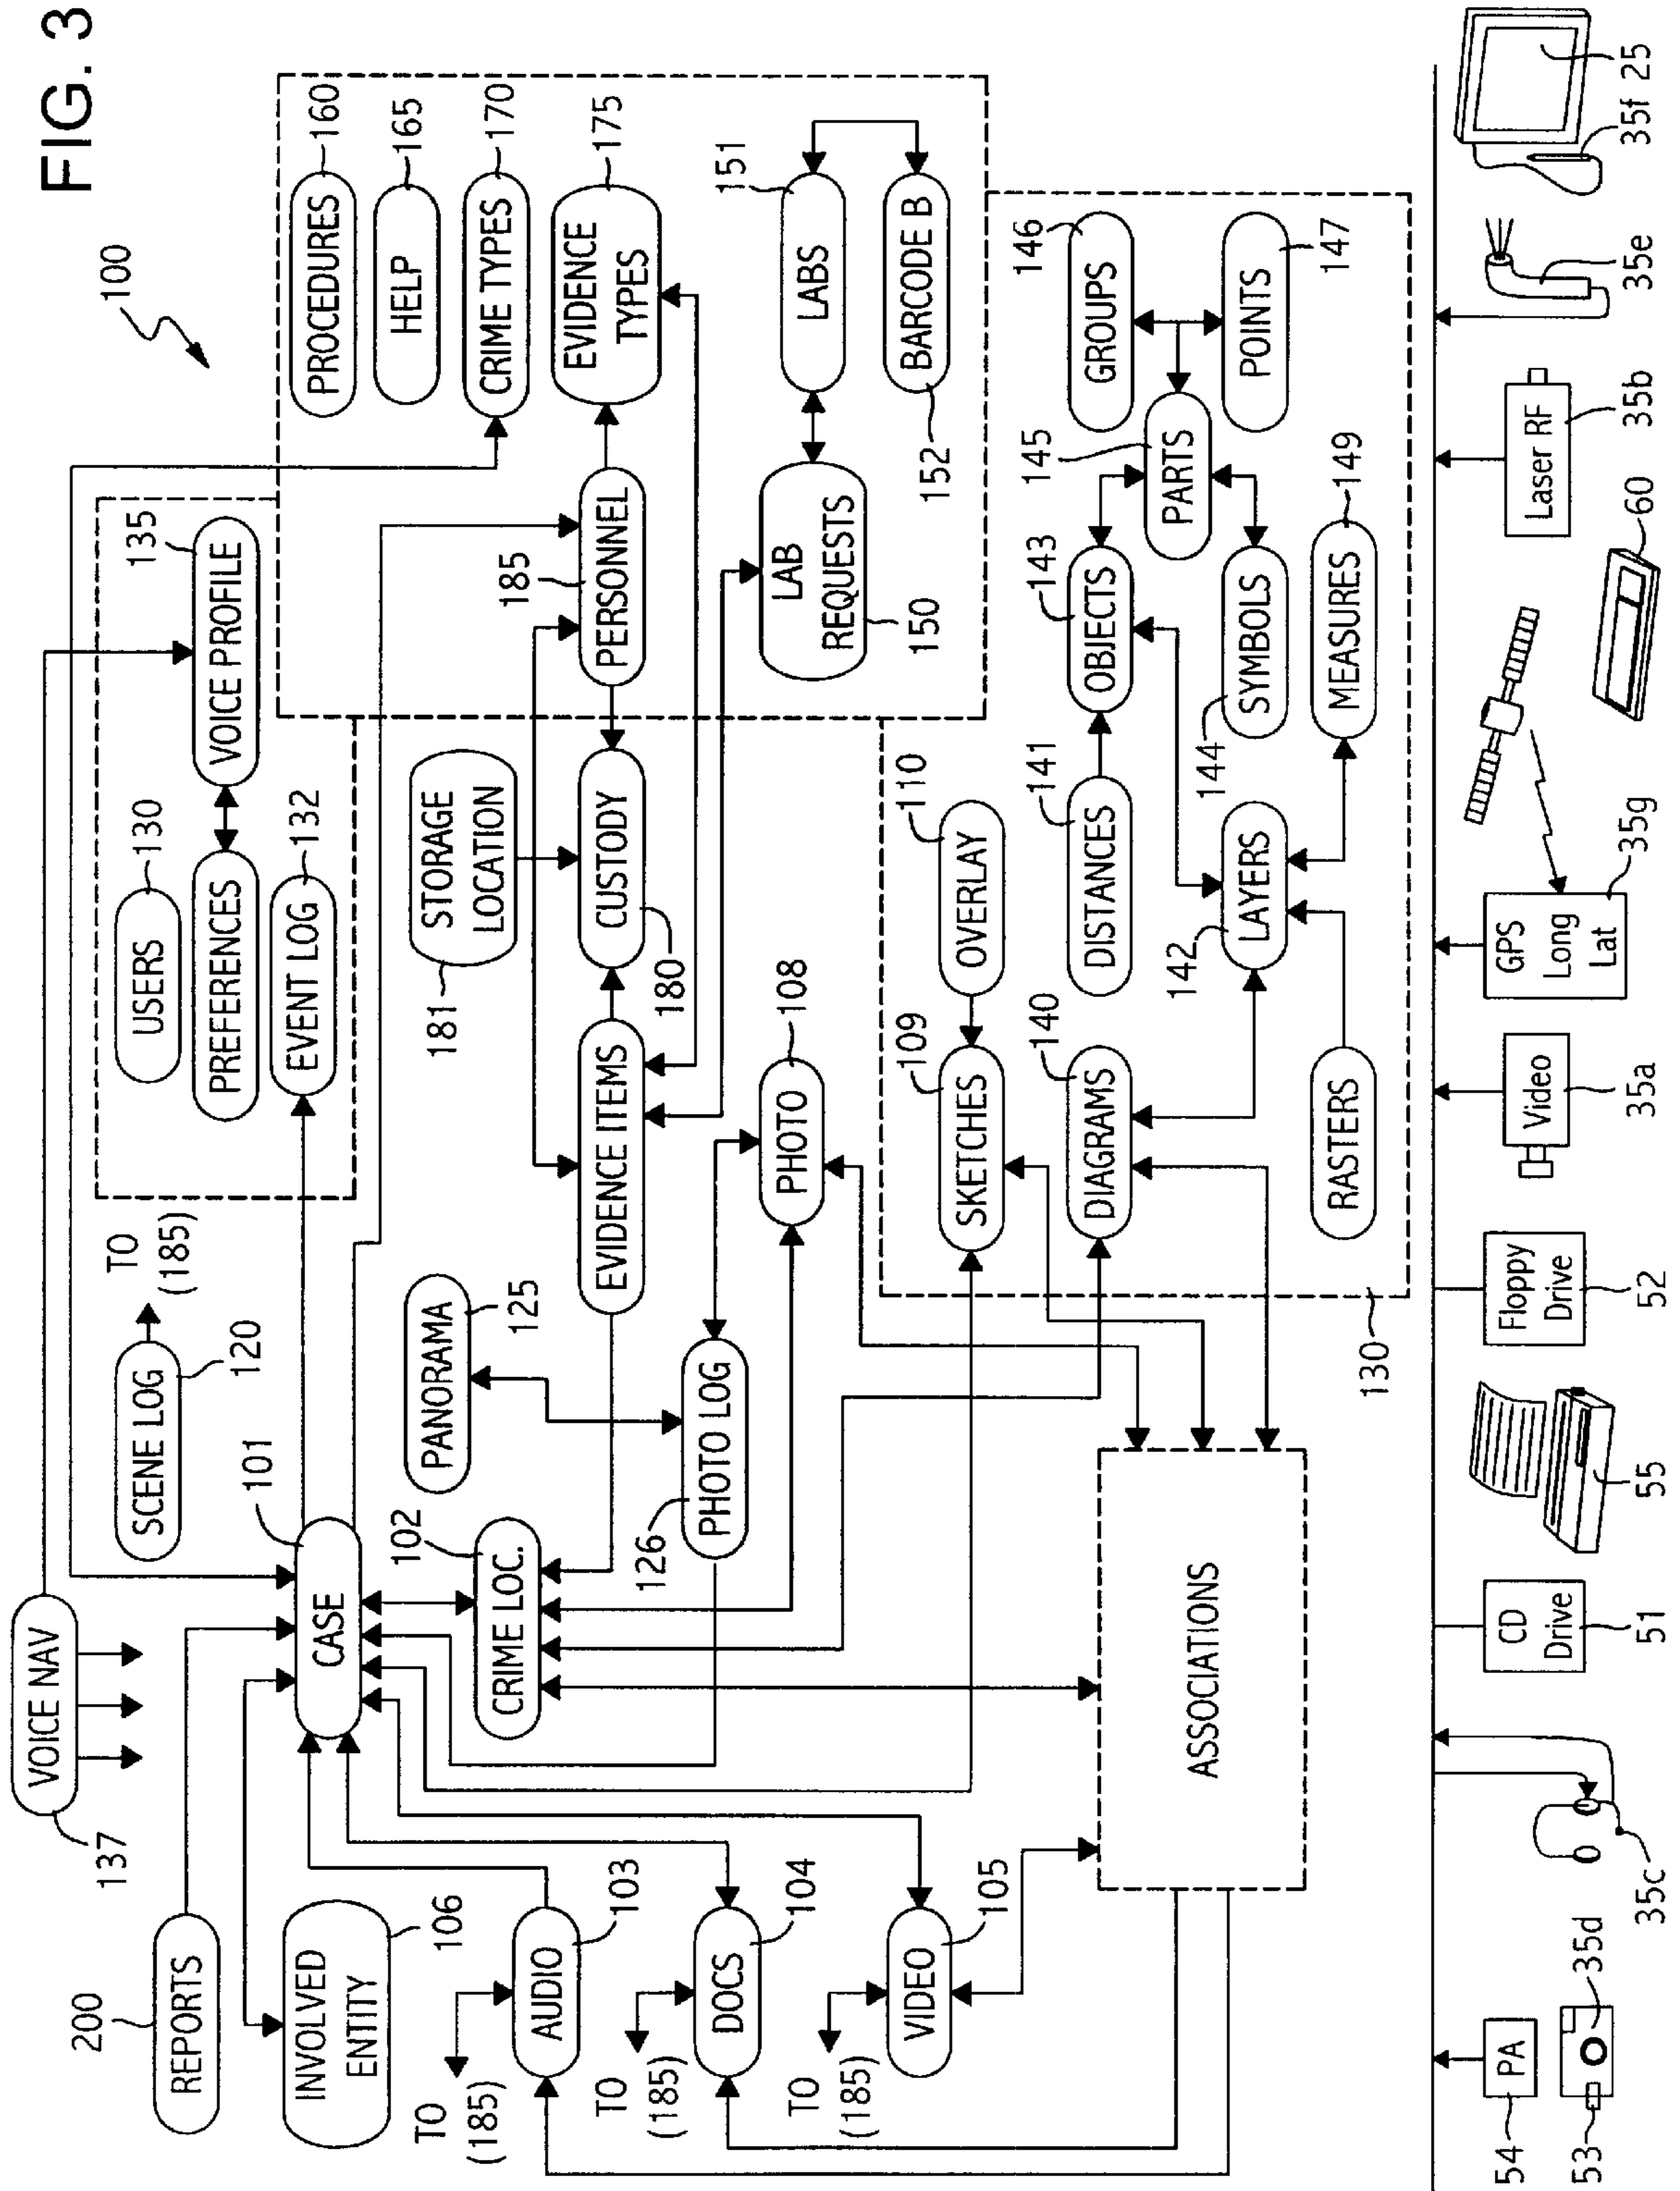 FIG. 3
100
VOICE NAV
137
200
REPORTS
SCENE LOG
120
TO
(185)
USERS
130
PREFERENCES
VOICE PROFILE
135
EVENT LOG
132
PROCEDURES
160
HELP
165
CRIME TYPES
170
EVIDENCE
TYPES
175
101
CASE
INVOLVED
ENTITY
106
102
CRIME LOC.
PANORAMA
125
126
PHOTO LOG
EVIDENCE ITEMS
181
STORAGE
LOCATION
CUSTODY
180
185
PERSONNEL
PHOTO
108
LAB
REQUESTS
150
LABS
151
BARCODE B
152
TO
(185)
AUDIO
103
TO
(185)
DOCS
104
TO
(185)
VIDEO
105
ASSOCIATIONS
109
SKETCHES
OVERLAY
110
140
DIAGRAMS
DISTANCES
141
142
LAYERS
OBJECTS
143
144
SYMBOLS
145
PARTS
146
GROUPS
POINTS
147
RASTERS
MEASURES
149
130
PA
54
53
35d
35c
CD
Drive
51
55
Floppy
Drive
52
Video
35a
GPS
Long
Lat
35g
60
Laser RF
35b
35e
35f
25